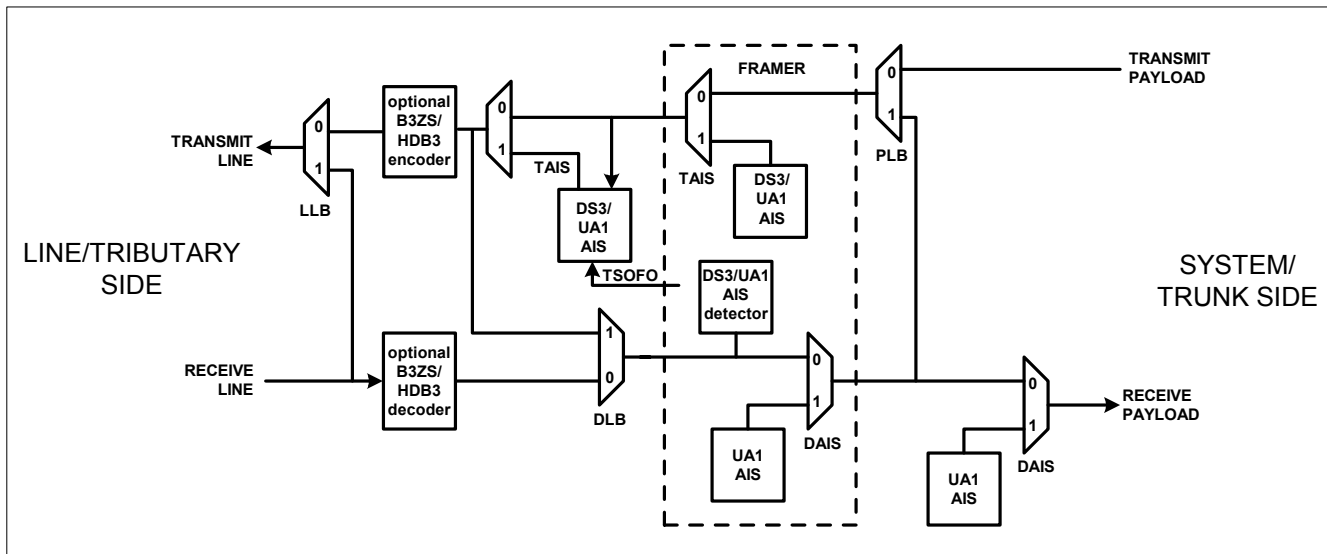 FRAMER
TRANSMIT
PAYLOAD
0
1
PLB
0
1
TAIS
DS3/
UA1
AIS
0
1
TAIS
DS3/
UA1
AIS
TSOFO
optional
B3ZS/
HDB3
encoder
0
1
LLB
TRANSMIT
LINE
LINE/TRIBUTARY
SIDE
SYSTEM/
TRUNK SIDE
DS3/UA1
AIS
detector
RECEIVE
LINE
optional
B3ZS/
HDB3
decoder
1
0
DLB
0
1
DAIS
UA1
AIS
0
1
DAIS
UA1
AIS
RECEIVE
PAYLOAD